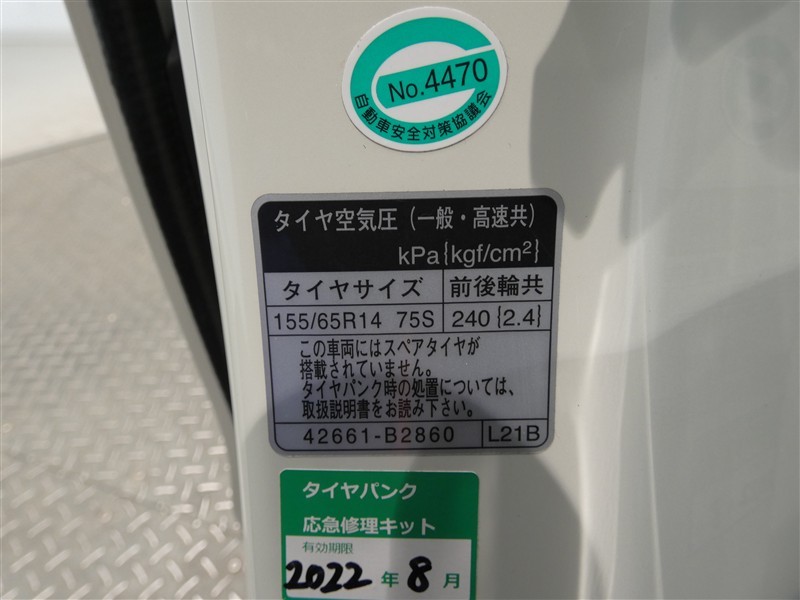 No.4470
自動車安全対策協議会
タイヤ空気圧(一般・高速共)
kPa{kgf/cm²}
タイヤサイズ 前後輪共
155/65R14 75S 240{2.4}
この車両にはスペアタイヤが
搭載されていません。
タイヤパンク時の処置については、
取扱説明書をお読み下さい。
42661-B2860 L21B
タイヤパンク
応急修理キット
有効期限
2022年8月